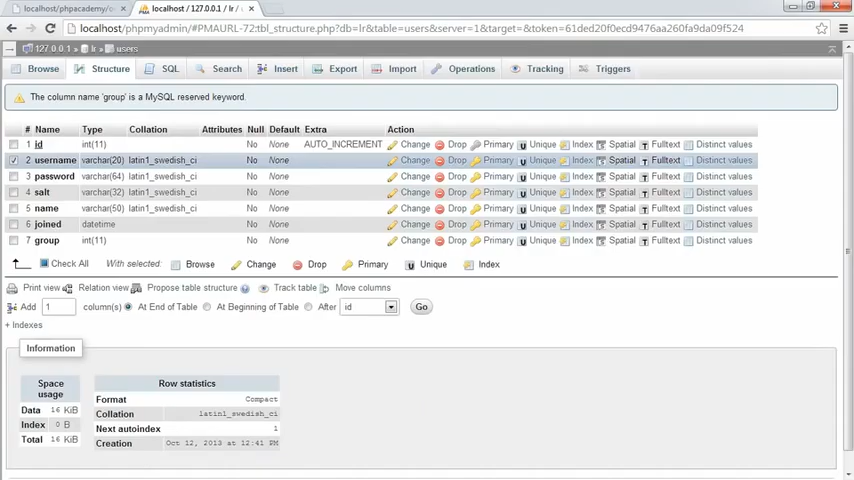 localhost/phpacademy/o localhost / 127.0.0.1 / lr /
localhost/phpmyadmin/#PMAURL-72:tbl_structure.php?db=lr&table=users&server=1&target=&token=61ded20f0ecd9476aa260fa9da09f524
127.0.0.1 » lr » users
Browse Structure SQL Search Insert Export Import Operations Tracking Triggers
The column name 'group' is a MySQL reserved keyword.
# Name Type Collation Attributes Null Default Extra Action
1 id int(11) No None AUTO_INCREMENT Change Drop Primary Unique Index Spatial Fulltext Distinct values
2 username varchar(20) latin1_swedish_ci No None Change Drop Primary Unique Index Spatial Fulltext Distinct values
3 password varchar(64) latin1_swedish_ci No None Change Drop Primary Unique Index Spatial Fulltext Distinct values
4 salt varchar(32) latin1_swedish_ci No None Change Drop Primary Unique Index Spatial Fulltext Distinct values
5 name varchar(50) latin1_swedish_ci No None Change Drop Primary Unique Index Spatial Fulltext Distinct values
6 joined datetime No None Change Drop Primary Unique Index Spatial Fulltext Distinct values
7 group int(11) No None Change Drop Primary Unique Index Spatial Fulltext Distinct values
Check All With selected: Browse Change Drop Primary Unique Index
Print view Relation view Propose table structure Track table Move columns
Add 1 column(s) At End of Table At Beginning of Table After id Go
+ Indexes
Information
Space usage
Data 16 KiB
Index 0 B
Total 16 KiB
Row statistics
Format Compact
Collation latin1_swedish_ci
Next autoindex 1
Creation Oct 12, 2013 at 12:41 PM